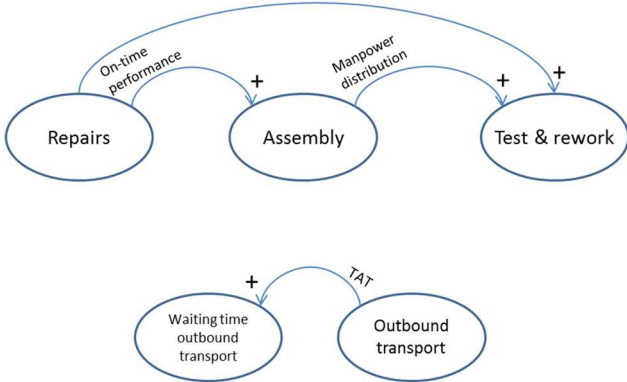 On-time
performance
+
Manpower
distribution
+
+
Repairs
Assembly
Test & rework
+
TAT
Waiting time
outbound
transport
Outbound
transport